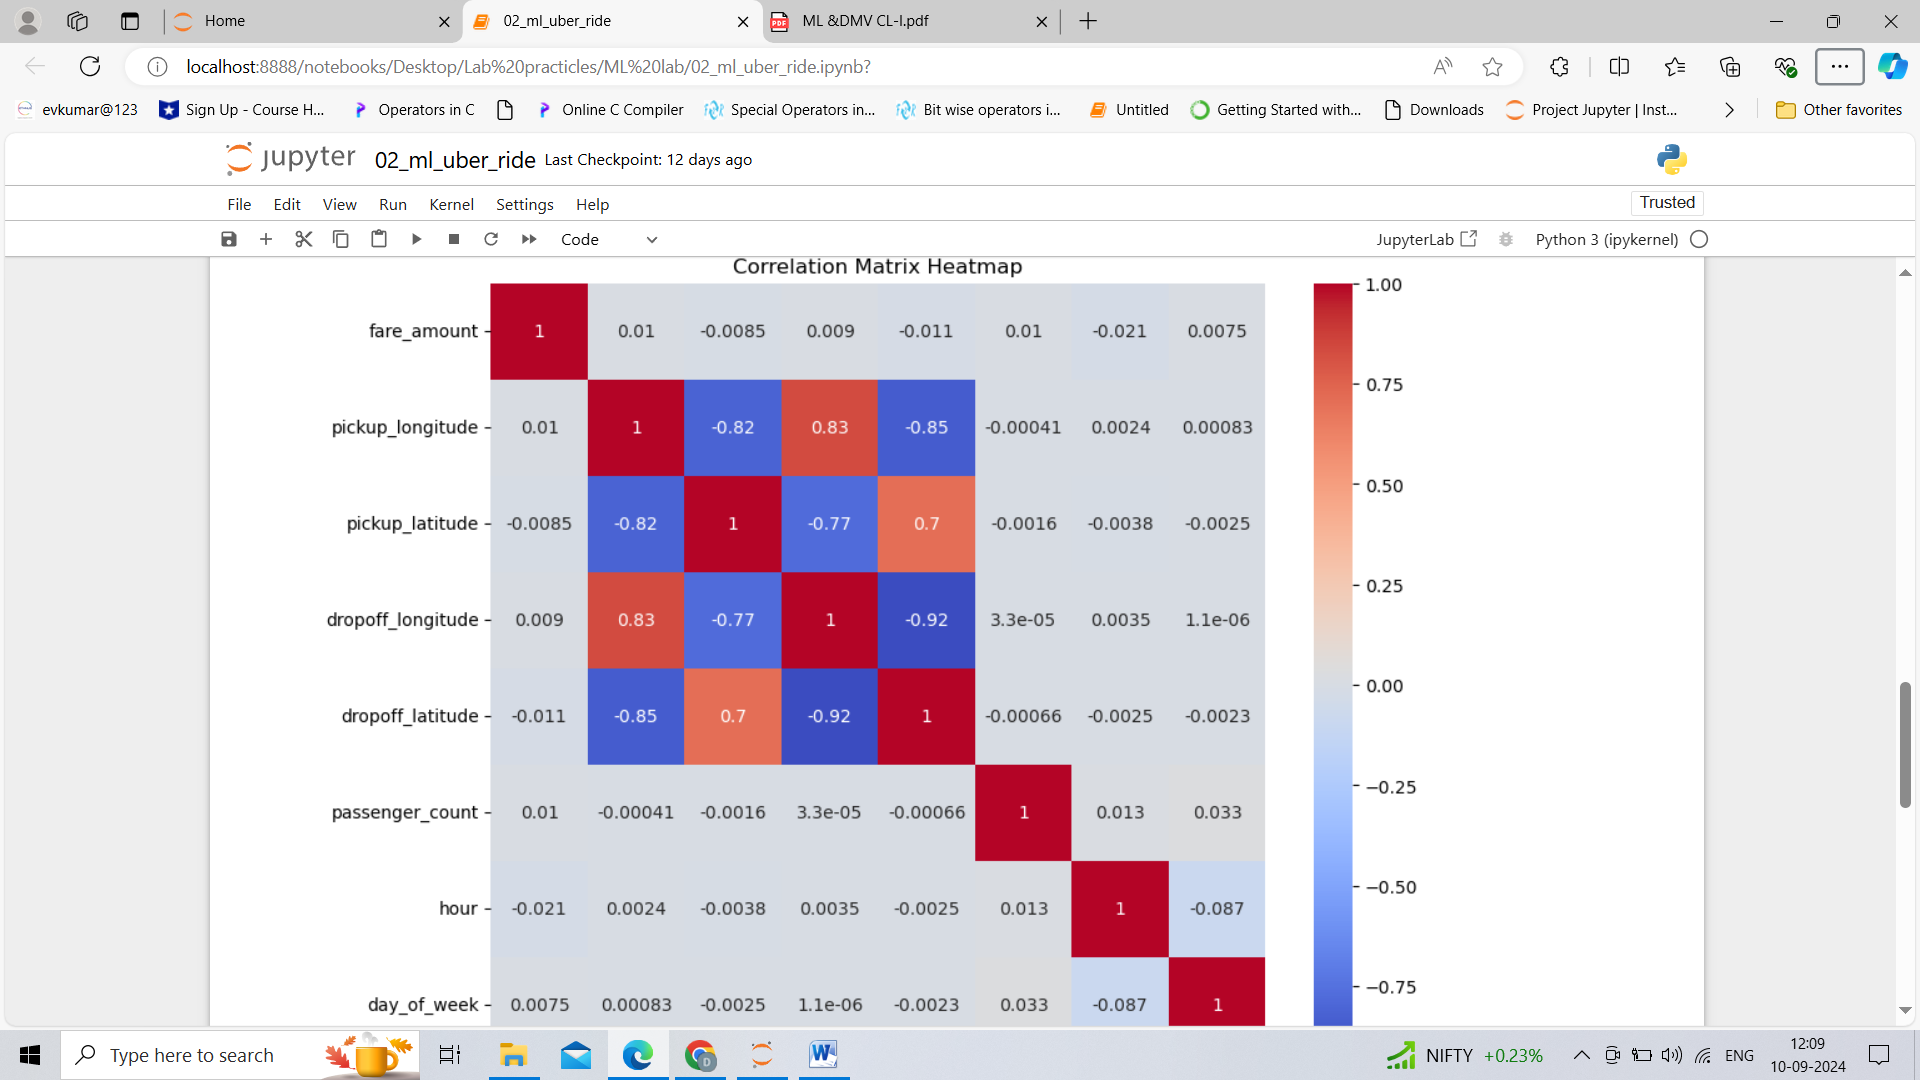 Home
02_ml_uber_ride
ML &DMV CL-I.pdf
localhost:8888/notebooks/Desktop/Lab%20practicles/ML%20lab/02_ml_uber_ride.ipynb?
evkumar@123
Sign Up - Course H...
Operators in C
Online C Compiler
Special Operators in...
Bit wise operators i...
Untitled
Getting Started with...
Downloads
Project Jupyter | Inst...
Other favorites
jupyter 02_ml_uber_ride Last Checkpoint: 12 days ago
File Edit View Run Kernel Settings Help
Trusted
Code
JupyterLab
Python 3 (ipykernel)
Correlation Matrix Heatmap
fare_amount 1 0.01 -0.0085 0.009 -0.011 0.01 -0.021 0.0075
pickup_longitude 0.01 1 -0.82 0.83 -0.85 -0.00041 0.0024 0.00083
pickup_latitude -0.0085 -0.82 1 -0.77 0.7 -0.0016 -0.0038 -0.0025
dropoff_longitude 0.009 0.83 -0.77 1 -0.92 3.3e-05 0.0035 1.1e-06
dropoff_latitude -0.011 -0.85 0.7 -0.92 1 -0.00066 -0.0025 -0.0023
passenger_count 0.01 -0.00041 -0.0016 3.3e-05 -0.00066 1 0.013 0.033
hour -0.021 0.0024 -0.0038 0.0035 -0.0025 0.013 1 -0.087
day_of_week 0.0075 0.00083 -0.0025 1.1e-06 -0.0023 0.033 -0.087 1
1.00
0.75
0.50
0.25
0.00
−0.25
−0.50
−0.75
Type here to search
NIFTY +0.23%
ENG
12:09
10-09-2024